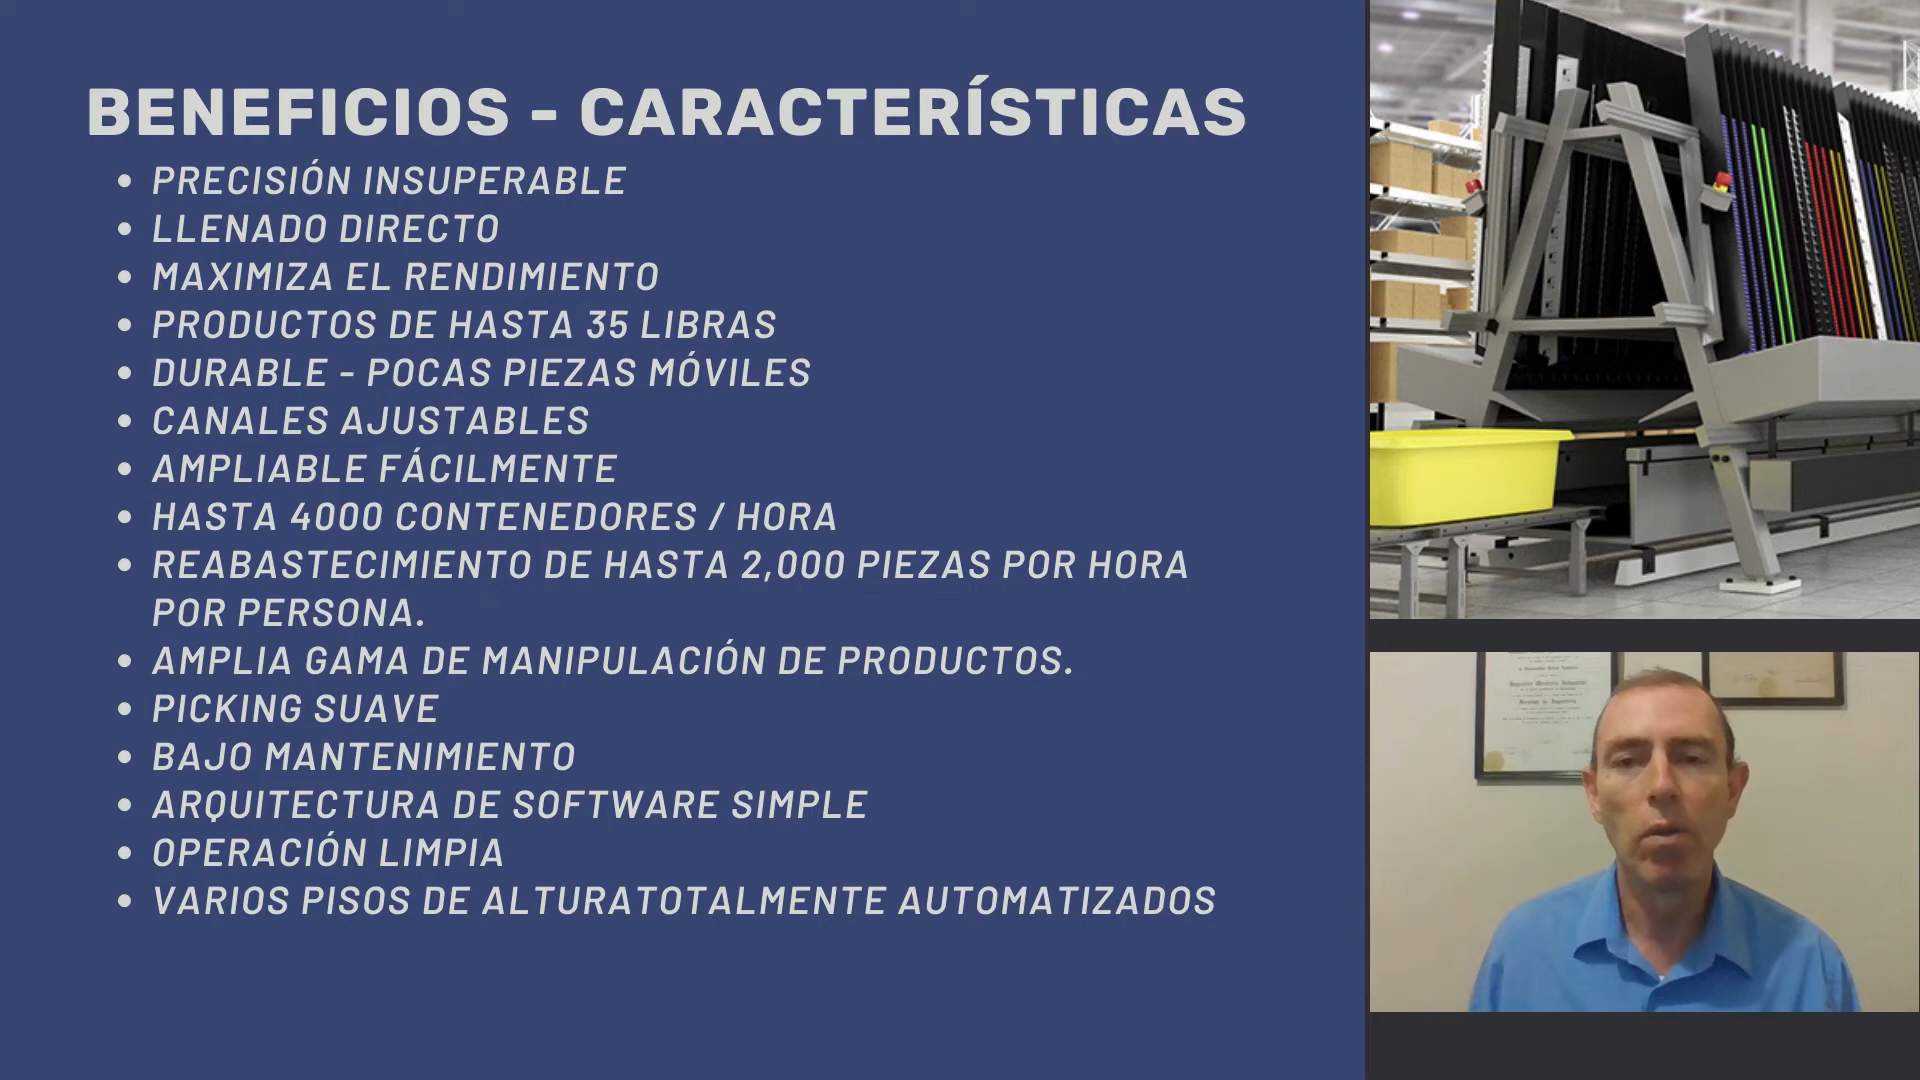 BENEFICIOS - CARACTERÍSTICAS
PRECISIÓN INSUPERABLE
LLENADO DIRECTO
MAXIMIZA EL RENDIMIENTO
PRODUCTOS DE HASTA 35 LIBRAS
DURABLE - POCAS PIEZAS MÓVILES
CANALES AJUSTABLES
AMPLIABLE FÁCILMENTE
HASTA 4000 CONTENEDORES / HORA
REABASTECIMIENTO DE HASTA 2,000 PIEZAS POR HORA
POR PERSONA.
AMPLIA GAMA DE MANIPULACIÓN DE PRODUCTOS.
PICKING SUAVE
BAJO MANTENIMIENTO
ARQUITECTURA DE SOFTWARE SIMPLE
OPERACIÓN LIMPIA
VARIOS PISOS DE ALTURATOTALMENTE AUTOMATIZADOS